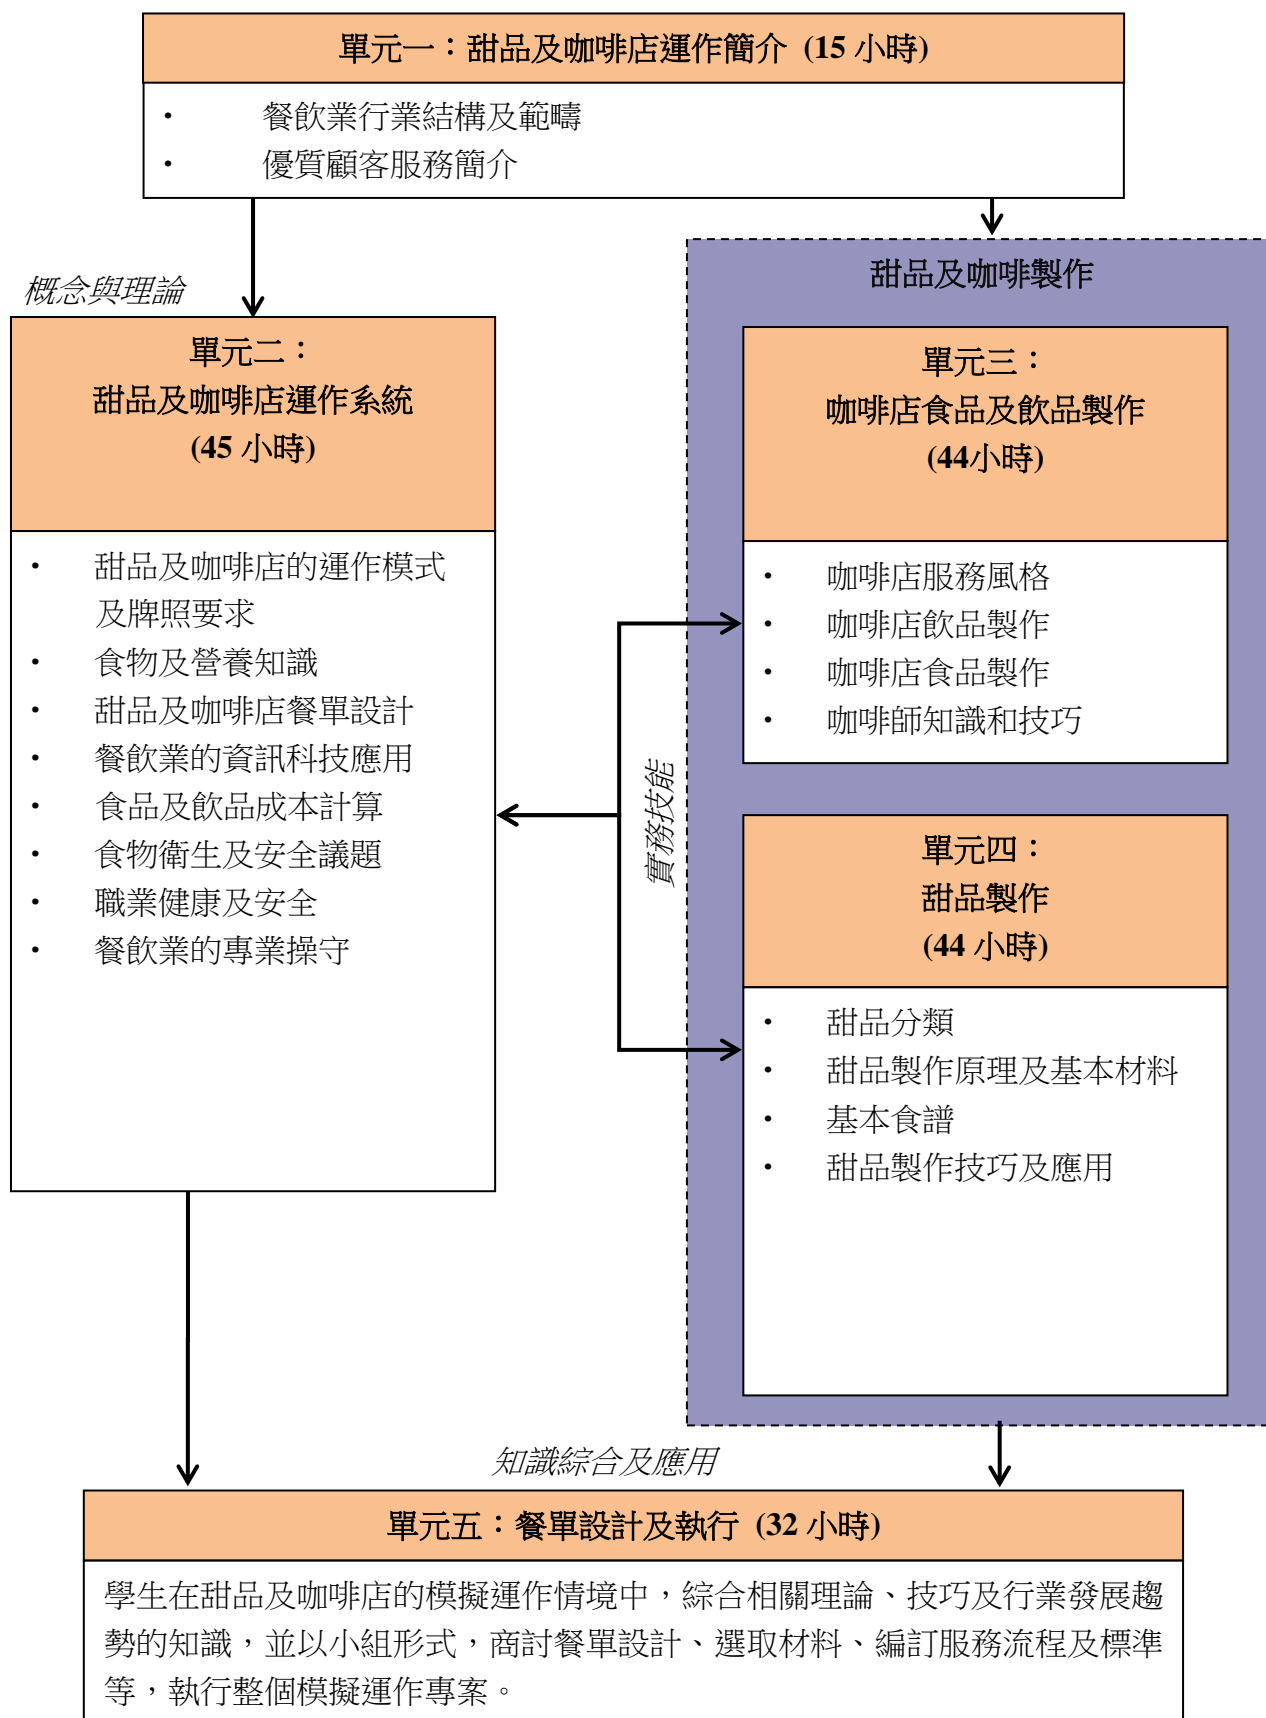 單元一：甜品及咖啡店運作簡介 (15 小時)
• 餐飲業行業結構及範疇
• 優質顧客服務簡介
概念與理論
單元二：
甜品及咖啡店運作系統
(45 小時)
• 甜品及咖啡店的運作模式
及牌照要求
• 食物及營養知識
• 甜品及咖啡店餐單設計
• 餐飲業的資訊科技應用
• 食品及飲品成本計算
• 食物衛生及安全議題
• 職業健康及安全
• 餐飲業的專業操守
實務技能
甜品及咖啡製作
單元三：
咖啡店食品及飲品製作
(44小時)
• 咖啡店服務風格
• 咖啡店飲品製作
• 咖啡店食品製作
• 咖啡師知識和技巧
單元四：
甜品製作
(44 小時)
• 甜品分類
• 甜品製作原理及基本材料
• 基本食譜
• 甜品製作技巧及應用
知識綜合及應用
單元五：餐單設計及執行 (32 小時)
學生在甜品及咖啡店的模擬運作情境中，綜合相關理論、技巧及行業發展趨
勢的知識，並以小組形式，商討餐單設計、選取材料、編訂服務流程及標準
等，執行整個模擬運作專案。